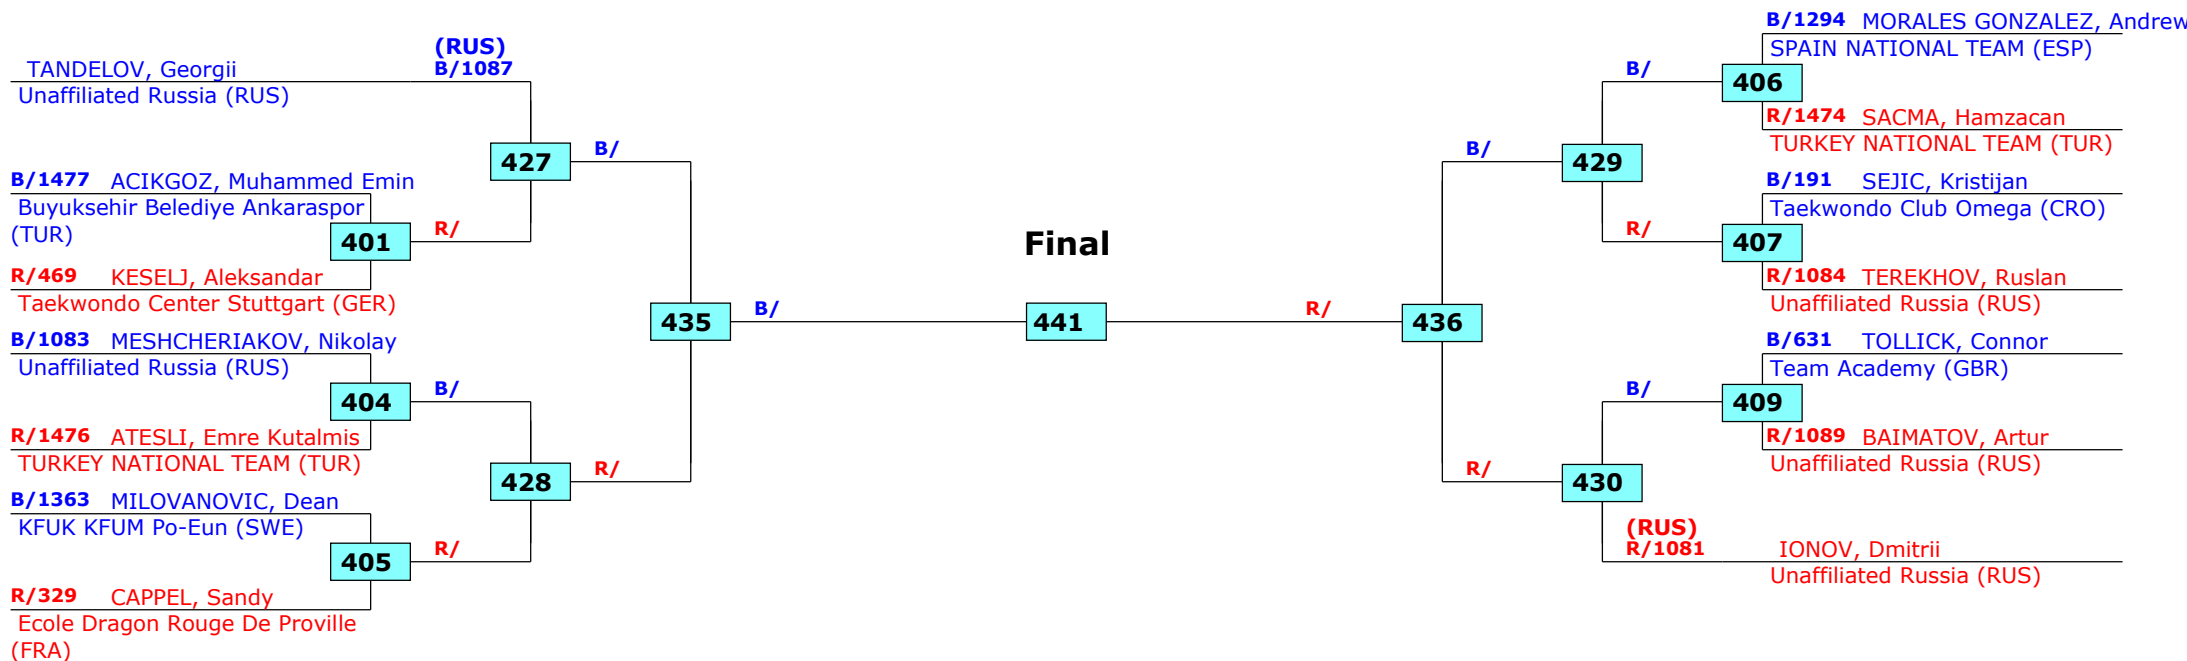 (RUS)
TANDELOV, Georgii B/1087
Unaffiliated Russia (RUS)
427
B/
B/1477 ACIKGOZ, Muhammed Emin
Buyuksehir Belediye Ankaraspor
(TUR)
401
R/
R/469 KESELJ, Aleksandar
Taekwondo Center Stuttgart (GER)
435
B/
B/1083 MESHCHERIAKOV, Nikolay
Unaffiliated Russia (RUS)
404
B/
R/1476 ATESLI, Emre Kutalmis
TURKEY NATIONAL TEAM (TUR)
428
R/
B/1363 MILOVANOVIC, Dean
KFUK KFUM Po-Eun (SWE)
405
R/
R/329 CAPPEL, Sandy
Ecole Dragon Rouge De Proville
(FRA)
Final
441
B/1294 MORALES GONZALEZ, Andrew
SPAIN NATIONAL TEAM (ESP)
B/
406
R/1474 SACMA, Hamzacan
TURKEY NATIONAL TEAM (TUR)
B/
429
B/191 SEJIC, Kristijan
Taekwondo Club Omega (CRO)
R/
407
R/1084 TEREKHOV, Ruslan
Unaffiliated Russia (RUS)
R/
436
B/631 TOLLICK, Connor
Team Academy (GBR)
B/
409
R/1089 BAIMATOV, Artur
Unaffiliated Russia (RUS)
R/
430
(RUS)
R/1081 IONOV, Dmitrii
Unaffiliated Russia (RUS)